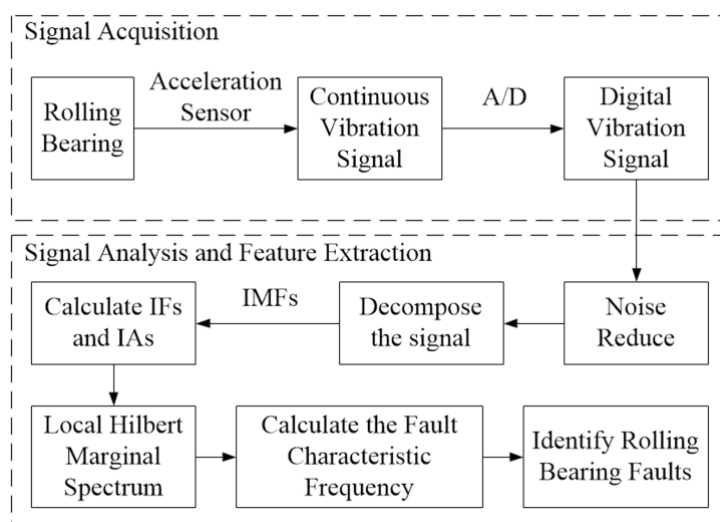 Signal Acquisition
Rolling
Bearing
Acceleration
Sensor
Continuous
Vibration
Signal
A/D
Digital
Vibration
Signal
Signal Analysis and Feature Extraction
Calculate IFs
and IAs
IMFs
Decompose
the signal
Noise
Reduce
Local Hilbert
Marginal
Spectrum
Calculate the Fault
Characteristic
Frequency
Identify Rolling
Bearing Faults